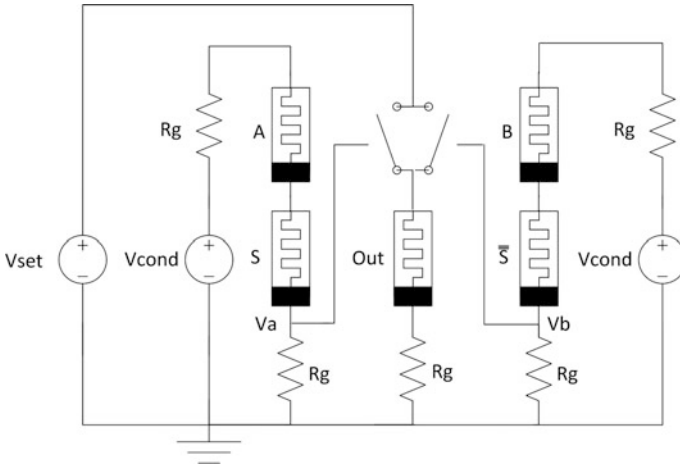 Rg A B Rg
Vset Vcond S Out S̿ Vcond
Va Vb
Rg Rg Rg